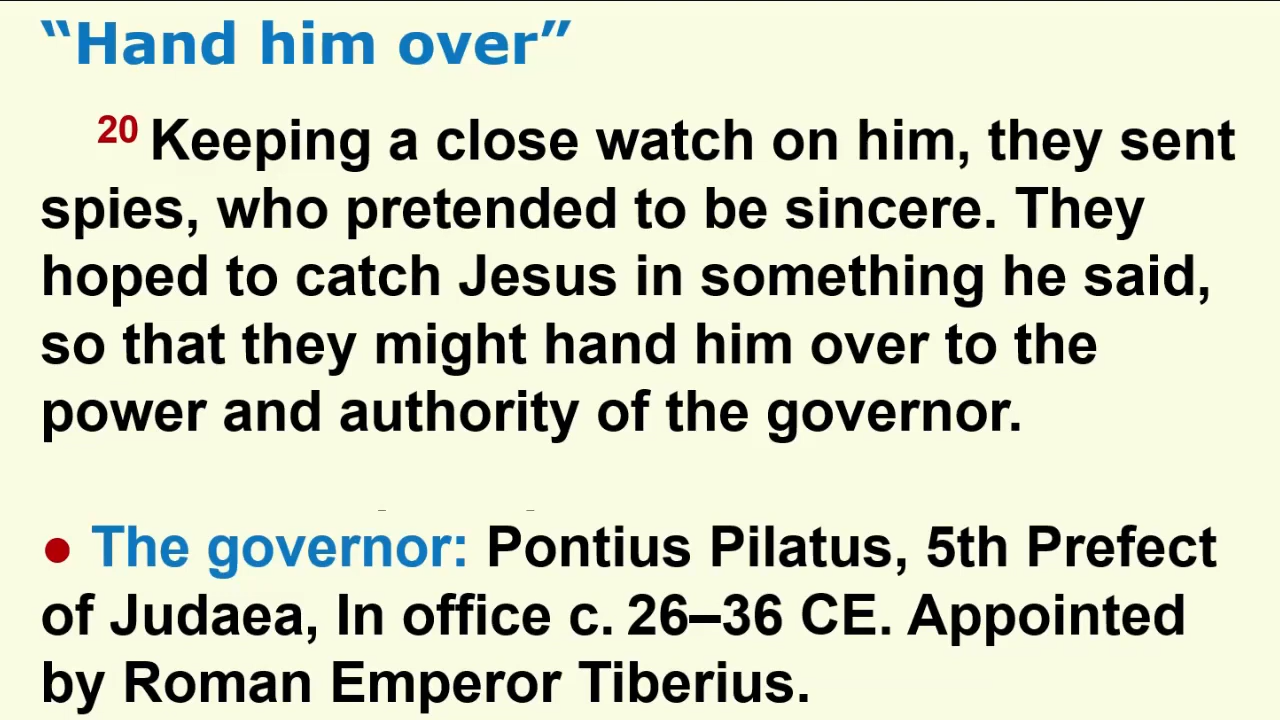 “Hand him over”
20 Keeping a close watch on him, they sent
spies, who pretended to be sincere. They
hoped to catch Jesus in something he said,
so that they might hand him over to the
power and authority of the governor.
● The governor: Pontius Pilatus, 5th Prefect
of Judaea, In office c. 26–36 CE. Appointed
by Roman Emperor Tiberius.